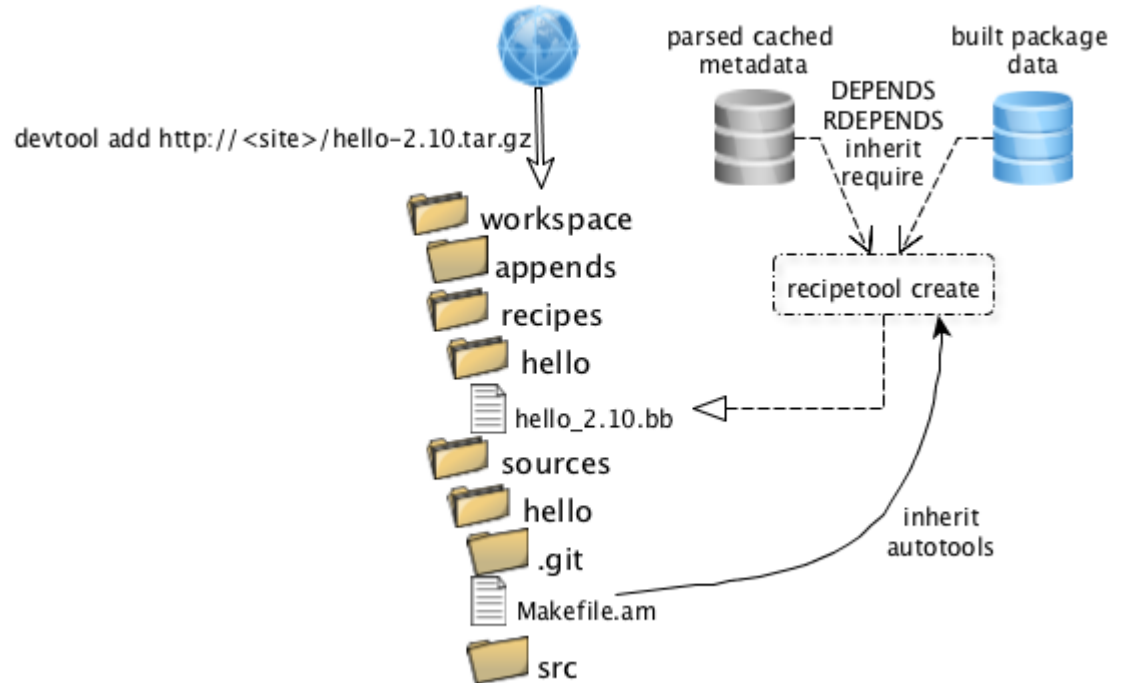 parsed cached
metadata
built package
data
DEPENDS
RDEPENDS
inherit
require
devtool add http://<site>/hello-2.10.tar.gz
workspace
appends
recipetool create
recipes
hello
hello_2.10.bb
sources
hello
inherit
autotools
.git
Makefile.am
src